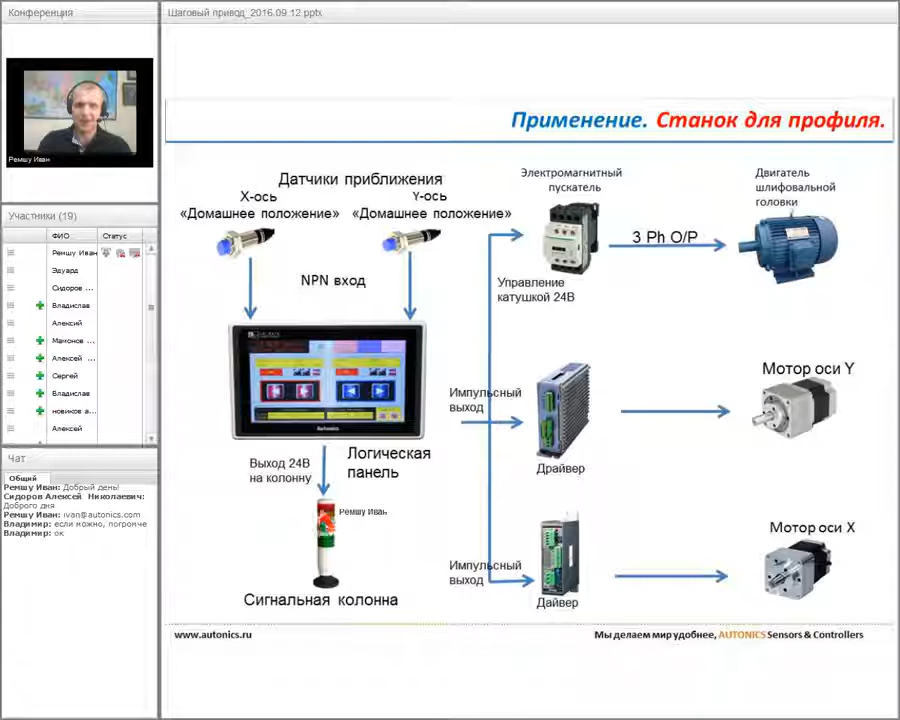 Конференция
Шаговый привод_2016.09 12.pptx
Ремшу Иван
Участники (19)
ФИО
Статус
Ремшу Иван
Эдуард
Сидоров ...
Владислав
Алексий
Мамонов ...
Алексей ...
Сергей
Владислав
новиков а...
Алексей
Чат
Общий
Ремшу Иван: Добрый день!
Сидоров Алексей Николаевич:
Доброго дня
Ремшу Иван: ivan@autonics.com
Владимир: если можно, погромче
Владимир: ок
Применение. Станок для профиля.
Датчики приближения
X-ось
«Домашнее положение»
Y-ось
«Домашнее положение»
NPN вход
Autonics
Логическая
панель
Выход 24В
на колонну
Ремшу Иван
Сигнальная колонна
Электромагнитный
пускатель
Управление
катушкой 24В
3 Ph O/P
Двигатель
шлифовальной
головки
Импульсный
выход
Драйвер
Мотор оси Y
Импульсный
выход
Дайвер
Мотор оси X
www.autonics.ru
Мы делаем мир удобнее, AUTONICS Sensors & Controllers